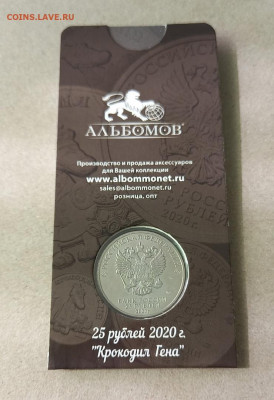 COINS.LAVE.RU
АЛЬБОМОВ
Производство и продажа аксессуаров
для Вашей коллекции
www.albommonet.ru
sales@albommonet.ru
розница, опт
25 рублей 2020 г.
"Крокодил Гена"